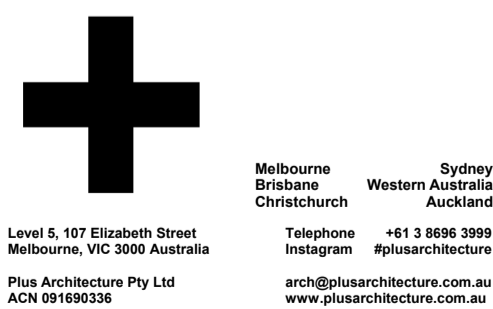 Melbourne Sydney
Brisbane Western Australia
Christchurch Auckland
Level 5, 107 Elizabeth Street Telephone +61 3 8696 3999
Melbourne, VIC 3000 Australia Instagram #plusarchitecture
Plus Architecture Pty Ltd arch@plusarchitecture.com.au
ACN 091690336 www.plusarchitecture.com.au